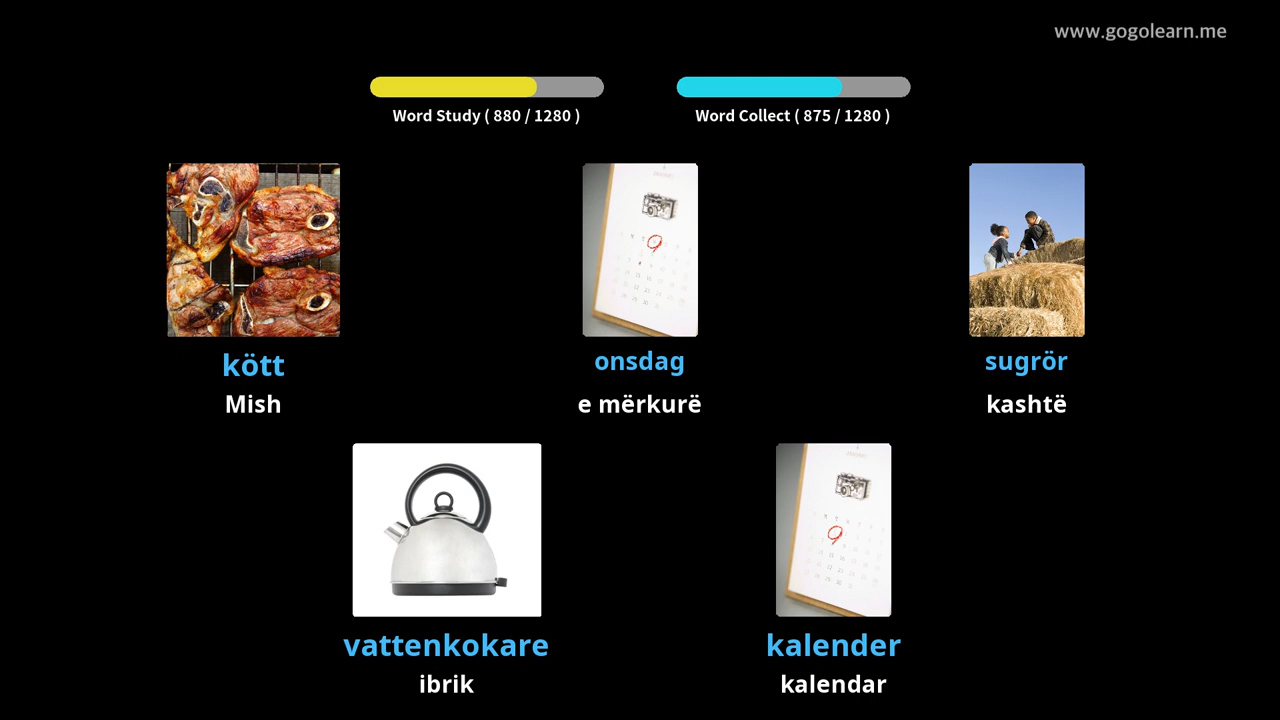 www.gogolearn.me
Word Study ( 880 / 1280 )
Word Collect ( 875 / 1280 )
kött
Mish
onsdag
e mërkurë
sugrör
kashtë
vattenkokare
ibrik
kalender
kalendar